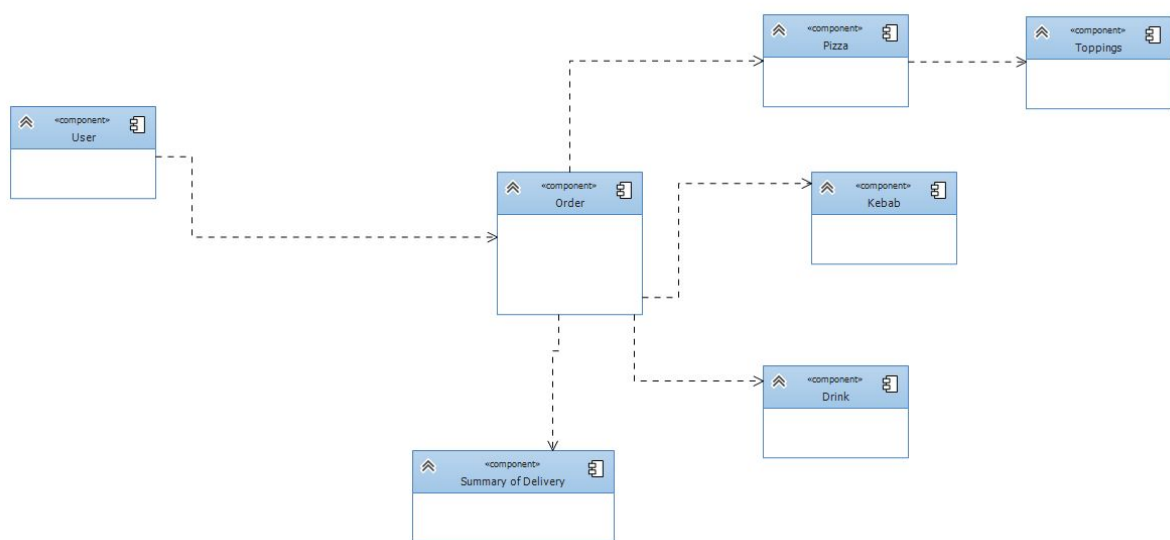 «component»
Pizza
«component»
Toppings
«component»
User
«component»
Order
«component»
Kebab
«component»
Drink
«component»
Summary of Delivery